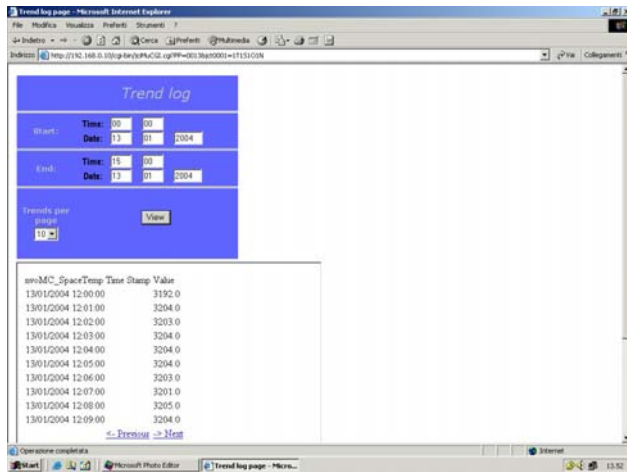 Trend log page - Microsoft Internet Explorer
File Modifica Visualizza Preferiti Strumenti ?
Indietro Cerca Preferiti Multimedia
Indirizzo Vai Collegamenti
Trend log
Start: Time: 00 00
Date: 13 01 2004
End: Time: 15 00
Date: 13 01 2004
Trends per
page
10
View
nvoMC_SpaceTemp Time Stamp Value
13/01/2004 12:00:00 3192.0
13/01/2004 12:01:00 3204.0
13/01/2004 12:02:00 3203.0
13/01/2004 12:03:00 3204.0
13/01/2004 12:04:00 3204.0
13/01/2004 12:05:00 3204.0
13/01/2004 12:06:00 3203.0
13/01/2004 12:07:00 3201.0
13/01/2004 12:08:00 3205.0
13/01/2004 12:09:00 3204.0
<- Previous -> Next
Operazione completata Internet
Start Microsoft Photo Editor Trend log page - Micro... 13.52